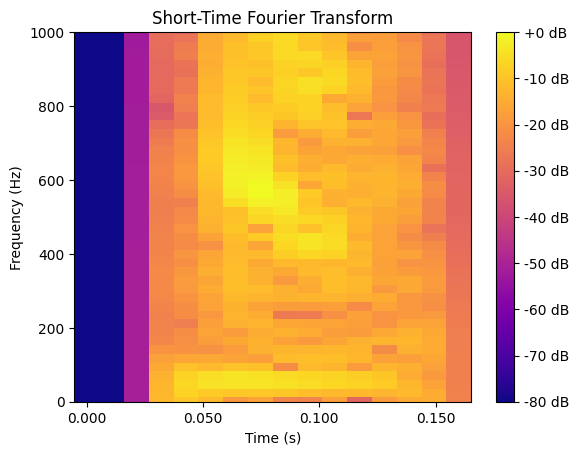 Short-Time Fourier Transform
1000
800
600
400
200
0
Frequency (Hz)
0.000
0.050
0.100
0.150
Time (s)
+0 dB
-10 dB
-20 dB
-30 dB
-40 dB
-50 dB
-60 dB
-70 dB
-80 dB